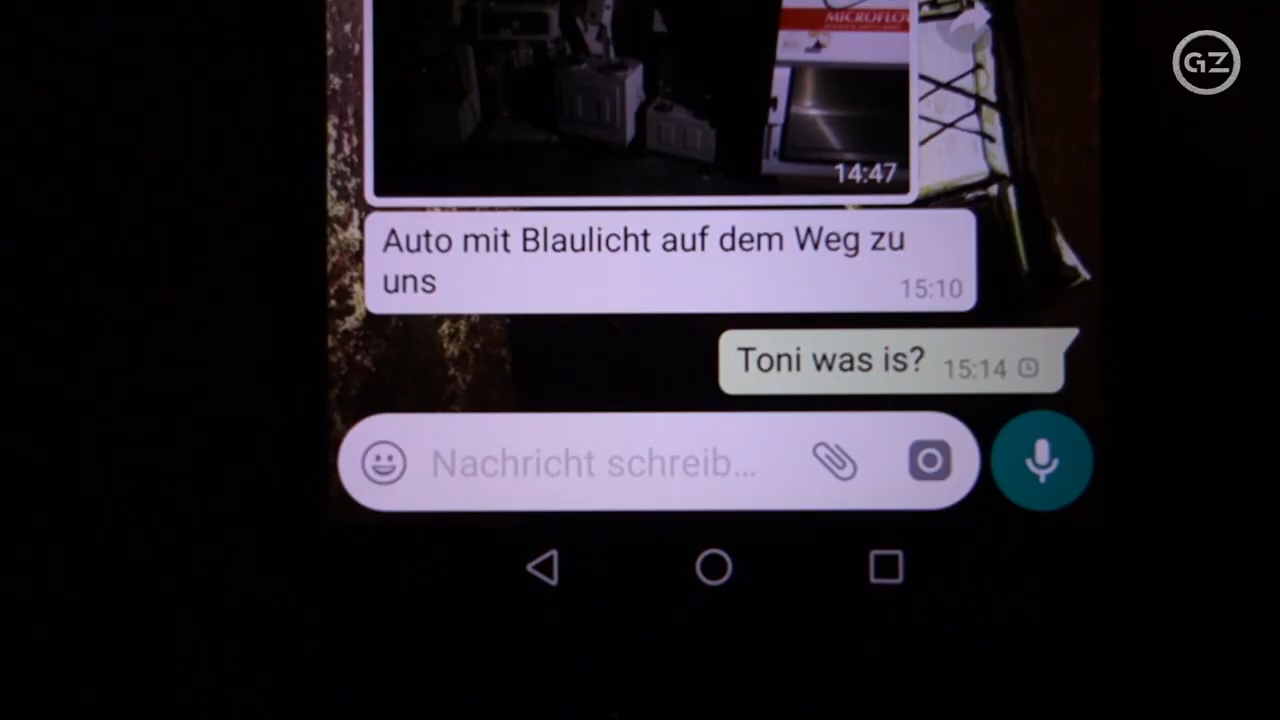 GZ
MICROFLOW
14:47
Auto mit Blaulicht auf dem Weg zu
uns
15:10
Toni was is? 15:14
Nachricht schreib...